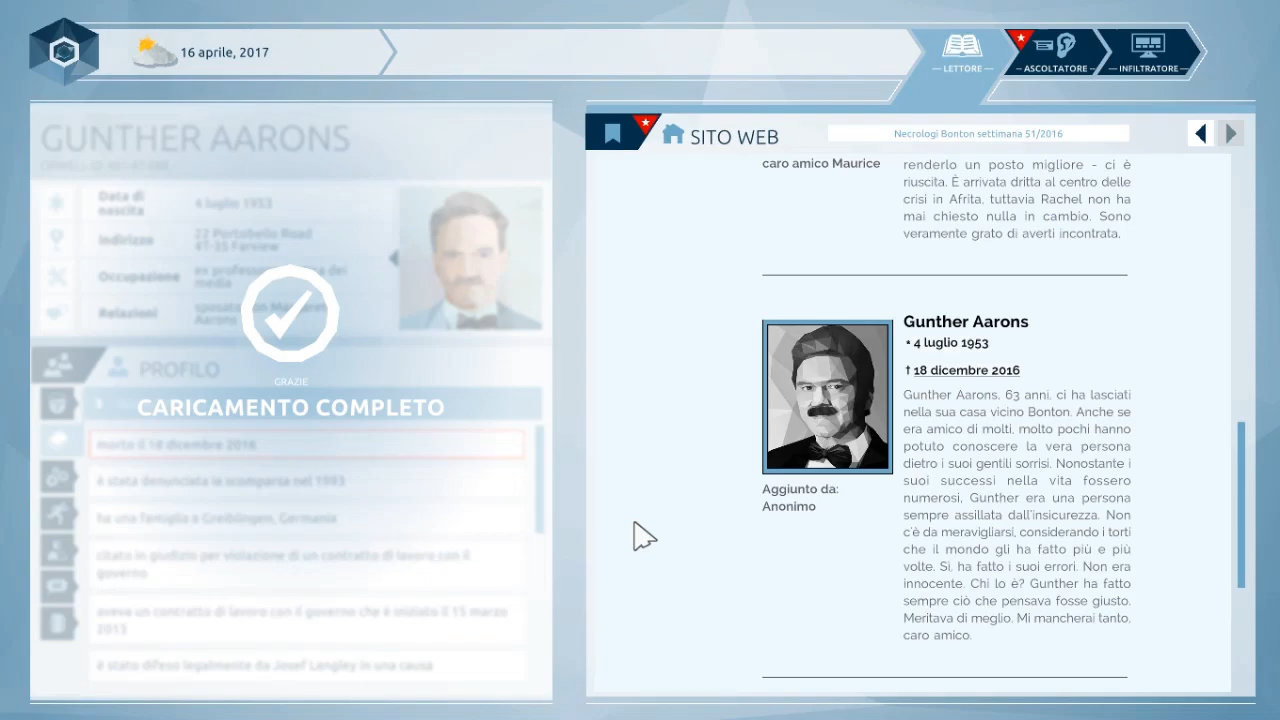 16 aprile, 2017
LETTORE
ASCOLTATORE
INFILTRATORE
GUNTHER AARONS
Data di
nascita
4 luglio 1953
Indirizzo
22 Portobello Road
4T-35 Farview
Occupazione
Relazioni
Aarons
PROFILO
GRAZIE
CARICAMENTO COMPLETO
morto il 18 dicembre 2016
è stata denunciata la scomparsa nel 1993
ha una famiglia a Greiblingen, Germania
citato in giudizio per violazione di un contratto di lavoro con il
governo
aveva un contratto di lavoro con il governo che è iniziato il 15 marzo
2013
è stato difeso legalmente da Josef Langley in una causa
SITO WEB
Necrologi Bonton settimana 51/2016
caro amico Maurice
renderlo un posto migliore - ci è
riuscita. È arrivata dritta al centro delle
crisi in Afrita, tuttavia Rachel non ha
mai chiesto nulla in cambio. Sono
veramente grato di averti incontrata.
Gunther Aarons
* 4 luglio 1953
† 18 dicembre 2016
Gunther Aarons, 63 anni, ci ha lasciati
nella sua casa vicino Bonton. Anche se
era amico di molti, molto pochi hanno
potuto conoscere la vera persona
dietro i suoi gentili sorrisi. Nonostante i
suoi successi nella vita fossero
numerosi, Gunther era una persona
sempre assillata dall'insicurezza. Non
c'è da meravigliarsi, considerando i torti
che il mondo gli ha fatto più e più
volte. Sì, ha fatto i suoi errori. Non era
innocente. Chi lo è? Gunther ha fatto
sempre ciò che pensava fosse giusto.
Meritava di meglio. Mi mancherai tanto,
caro amico.
Aggiunto da:
Anonimo